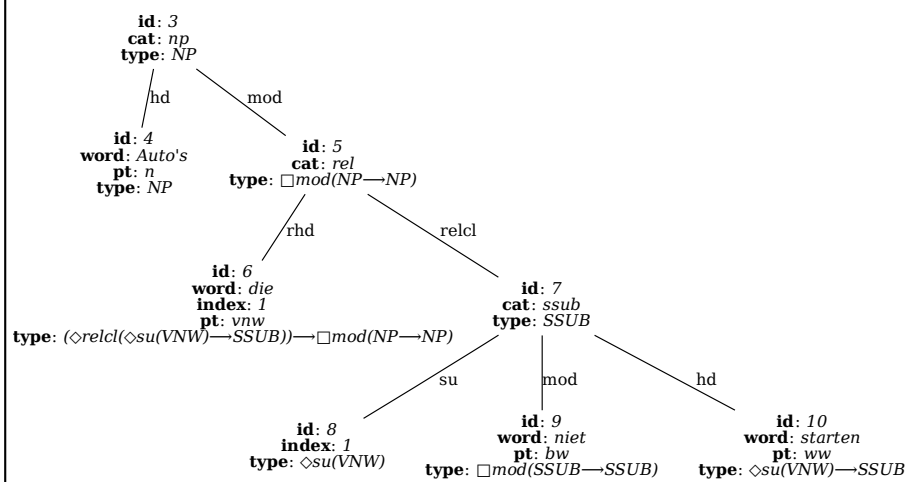 id: 3
cat: np
type: NP
hd
mod
id: 4
word: Auto's
pt: n
type: NP
id: 5
cat: rel
type: □mod(NP⟶NP)
rhd
relcl
id: 6
word: die
index: 1
pt: vnw
type: (◇relcl(◇su(VNW)⟶SSUB))⟶□mod(NP⟶NP)
id: 7
cat: ssub
type: SSUB
su
mod
hd
id: 8
index: 1
type: ◇su(VNW)
id: 9
word: niet
pt: bw
type: □mod(SSUB⟶SSUB)
id: 10
word: starten
pt: ww
type: ◇su(VNW)⟶SSUB